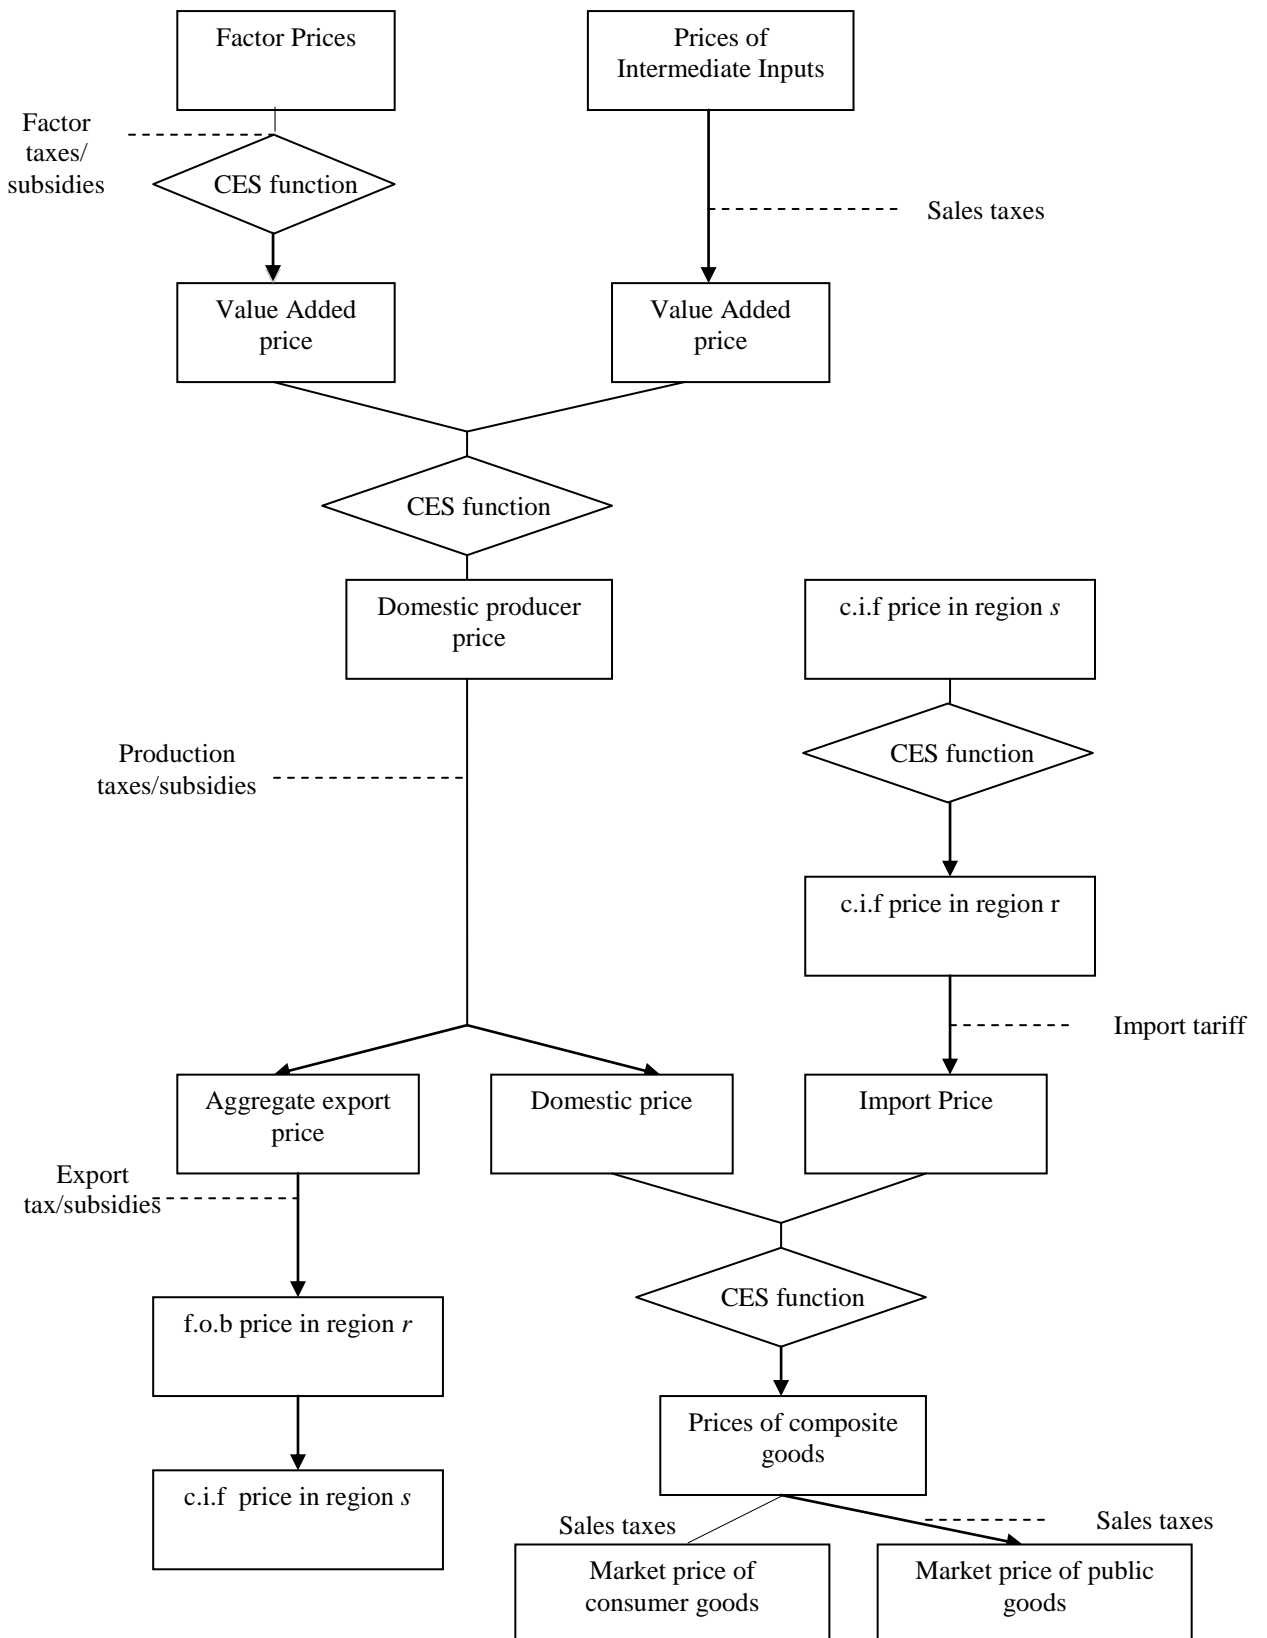 Factor Prices
Prices of
Intermediate Inputs
Factor
taxes/
subsidies
CES function
Sales taxes
Value Added
price
Value Added
price
CES function
Domestic producer
price
c.i.f price in region s
Production
taxes/subsidies
CES function
c.i.f price in region r
Import tariff
Aggregate export
price
Domestic price
Import Price
Export
tax/subsidies
CES function
f.o.b price in region r
Prices of composite
goods
c.i.f  price in region s
Sales taxes
Sales taxes
Market price of
consumer goods
Market price of public
goods